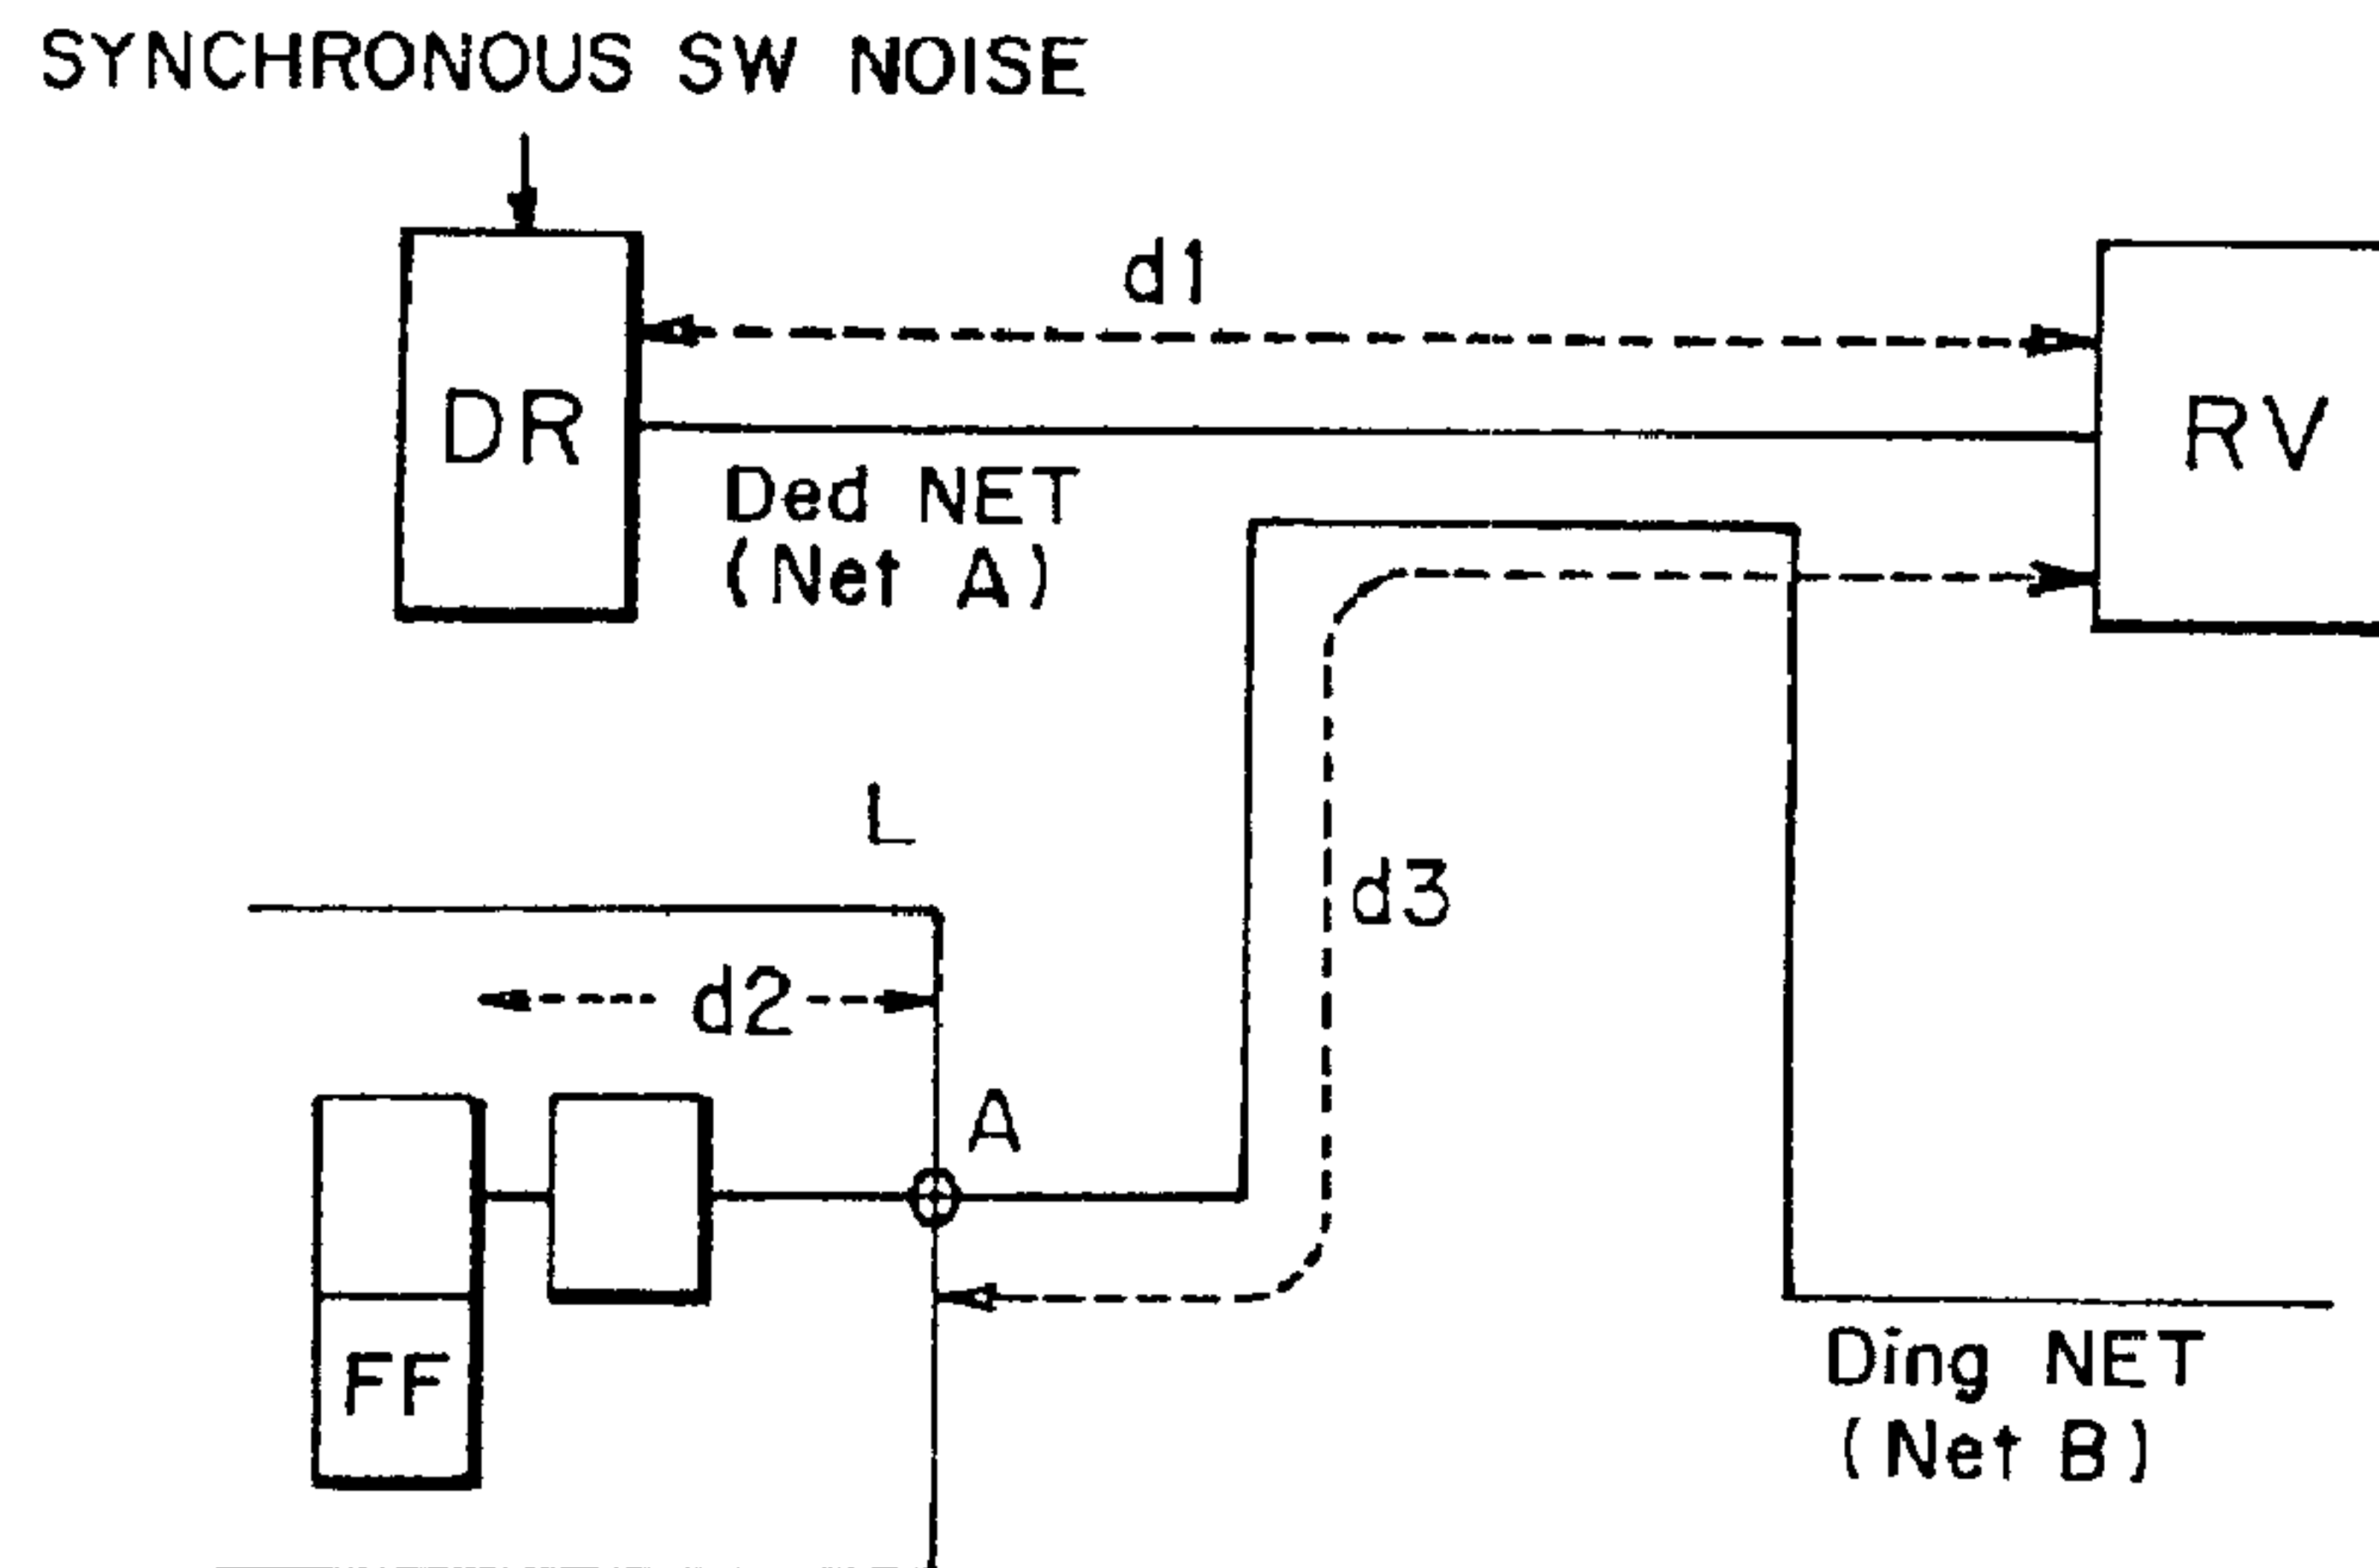 SYNCHRONOUS SW NOISE
d1
DR
RV
Ded NET
(Net A)
L
d3
d2
A
FF
Ding NET
(Net B)